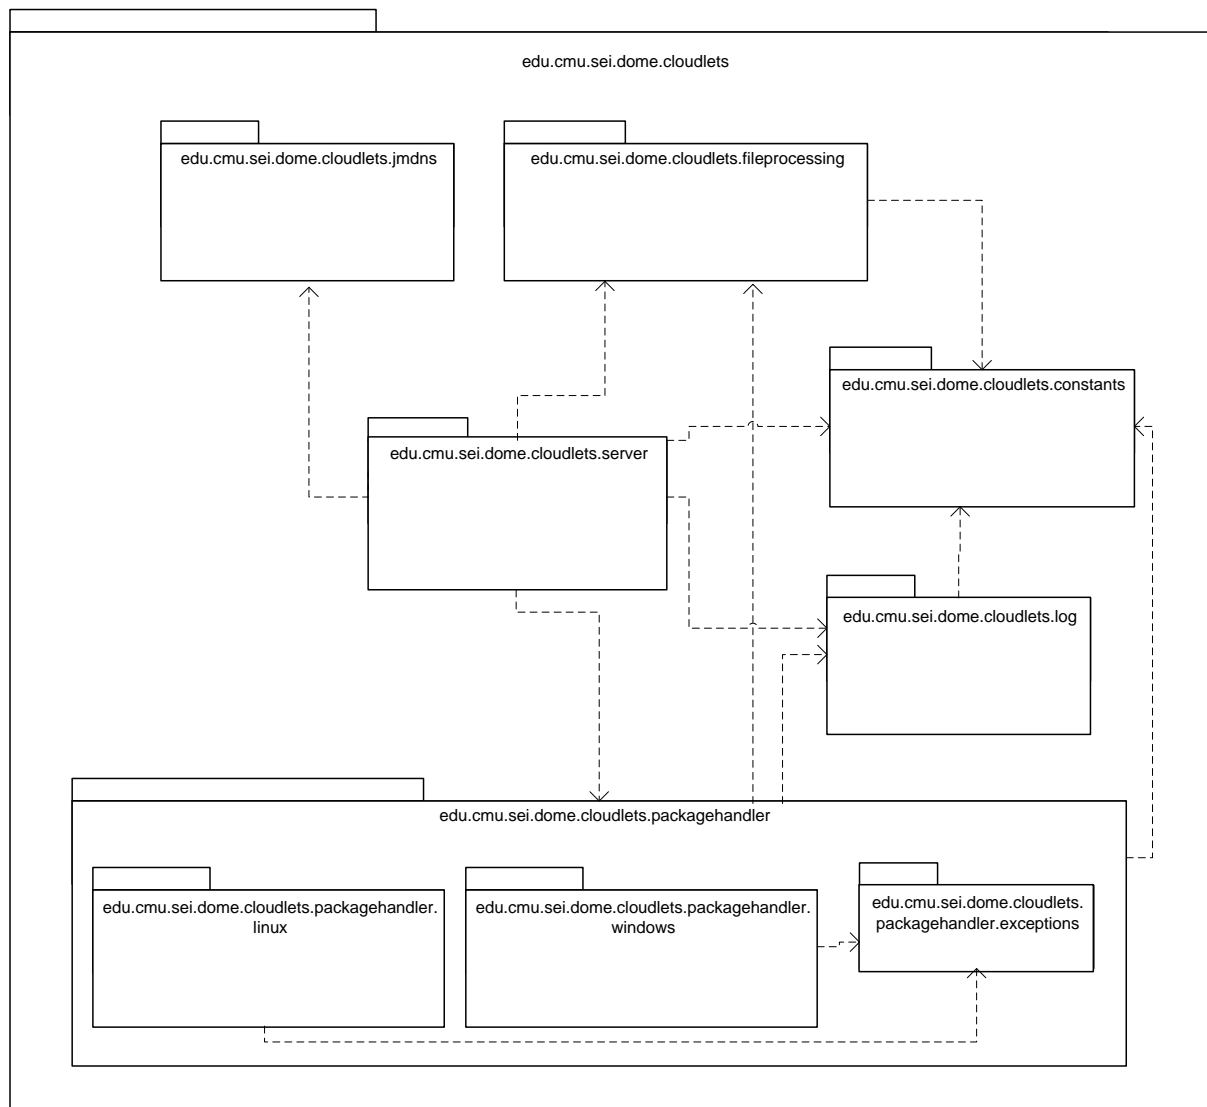 edu.cmu.sei.dome.cloudlets
edu.cmu.sei.dome.cloudlets.jmdns
edu.cmu.sei.dome.cloudlets.fileprocessing
edu.cmu.sei.dome.cloudlets.constants
edu.cmu.sei.dome.cloudlets.server
edu.cmu.sei.dome.cloudlets.log
edu.cmu.sei.dome.cloudlets.packagehandler
edu.cmu.sei.dome.cloudlets.packagehandler.
linux
edu.cmu.sei.dome.cloudlets.packagehandler.
windows
edu.cmu.sei.dome.cloudlets.
packagehandler.exceptions